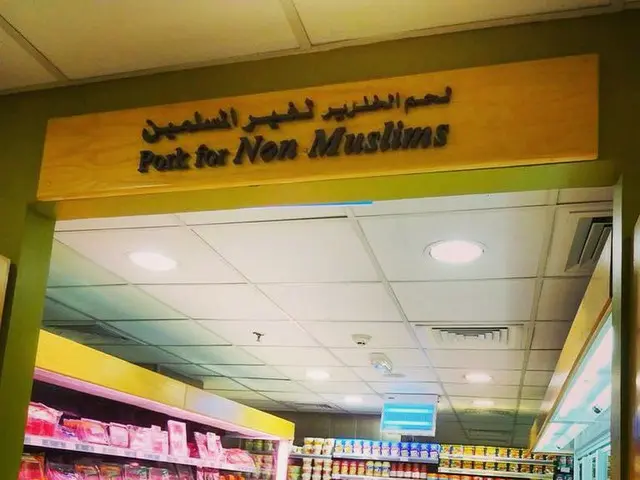 لحم الخنزير لغير المسلمين
Pork for Non Muslims